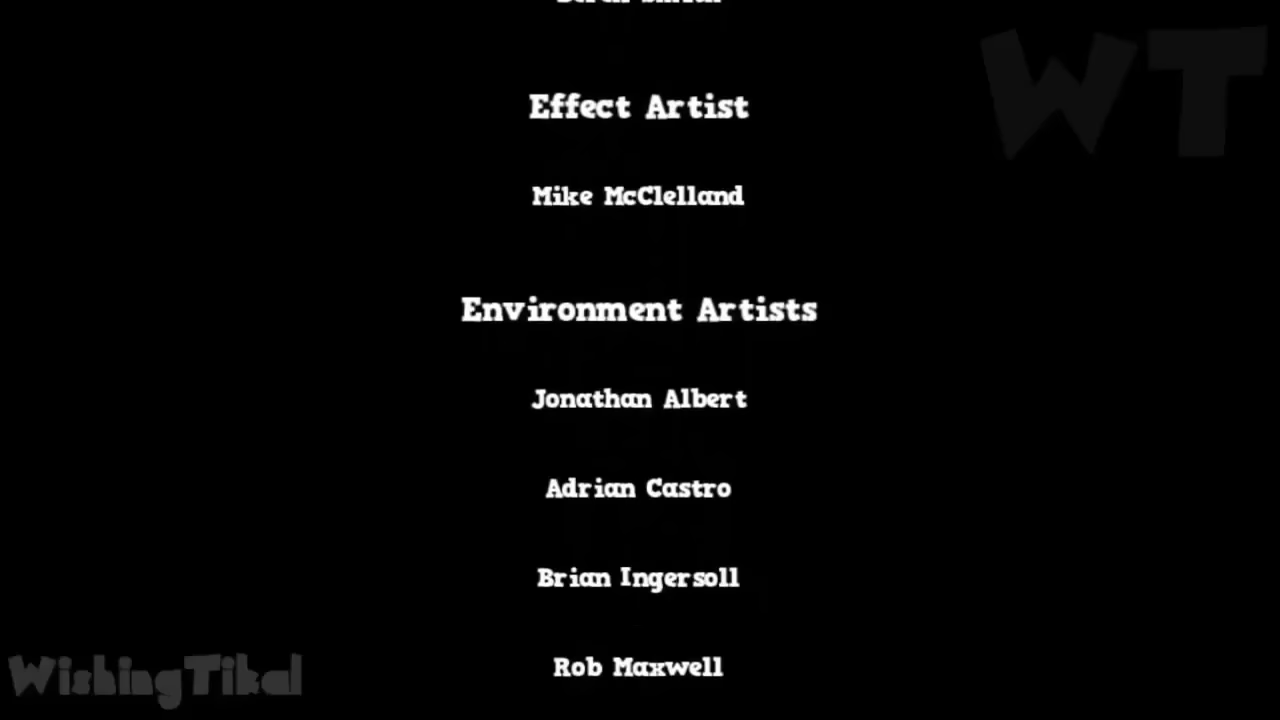 WT
Effect Artist
Mike McClelland
Environment Artists
Jonathan Albert
Adrian Castro
Brian Ingersoll
Rob Maxwell
WishingTikal